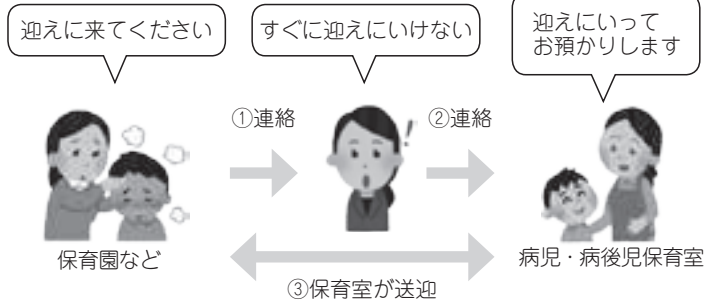 迎えに来てください
すぐに迎えにいけない
迎えにいって
お預かりします
①連絡
②連絡
保育園など
病児・病後児保育室
③保育室が送迎